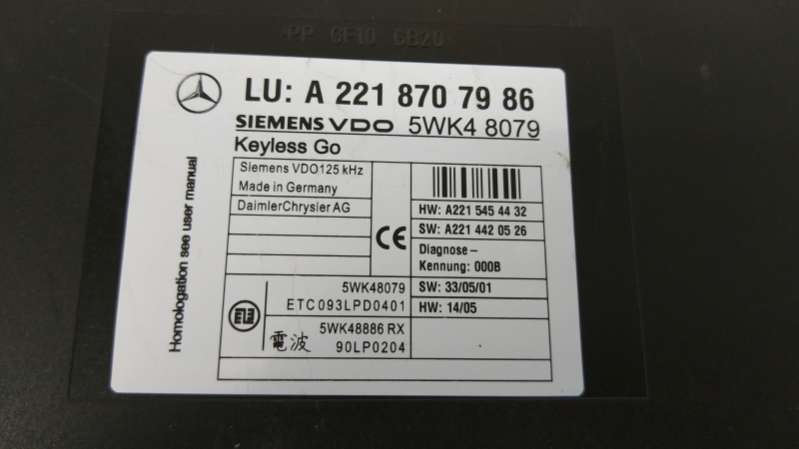 PP GF10 GB20
LU: A 221 870 79 86
SIEMENS VDO 5WK4 8079
Keyless Go
Siemens VDO125 kHz
Made in Germany
DaimlerChrysler AG
CE
HW: A221 545 44 32
SW: A221 442 05 26
Diagnose –
Kennung: 000B
SW: 33/05/01
HW: 14/05
5WK48079
ETC093LPD0401
5WK48886 RX
電波 90LP0204
Homologation see user manual